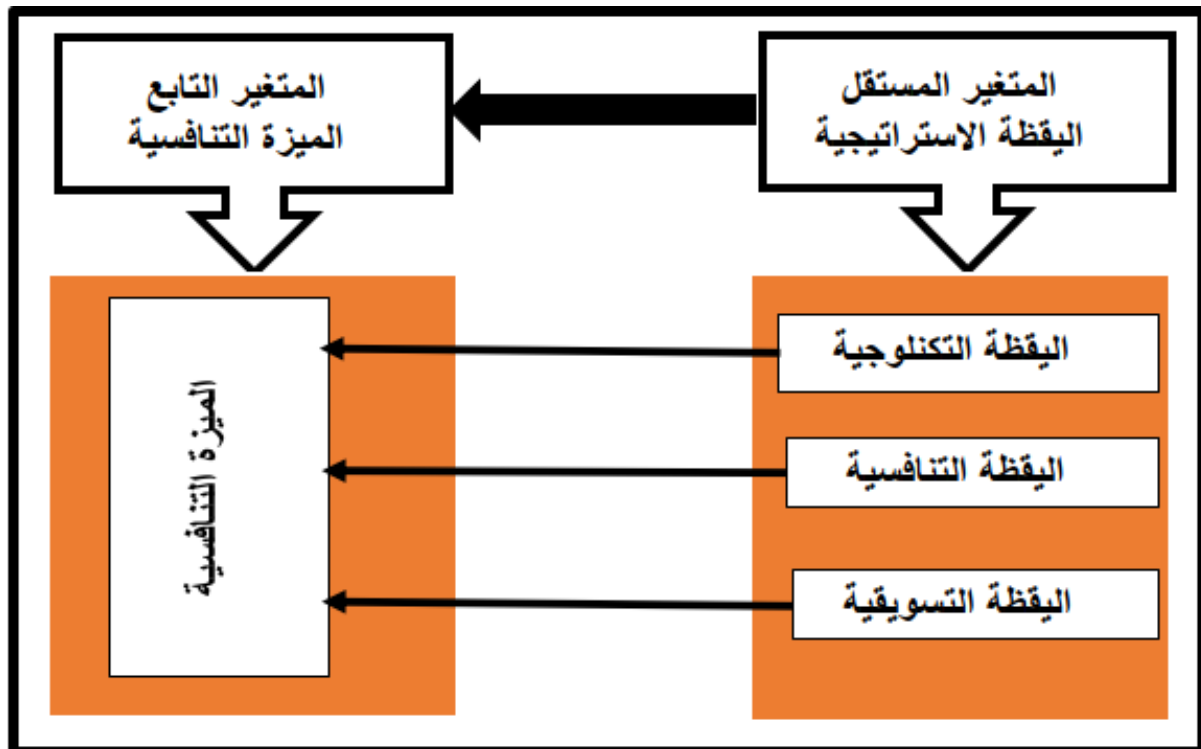 المتغير المستقل
اليقظة الاستراتيجية
المتغير التابع
الميزة التنافسية
اليقظة التكنلوجية
اليقظة التنافسية
اليقظة التسويقية
الميزة التنافسية